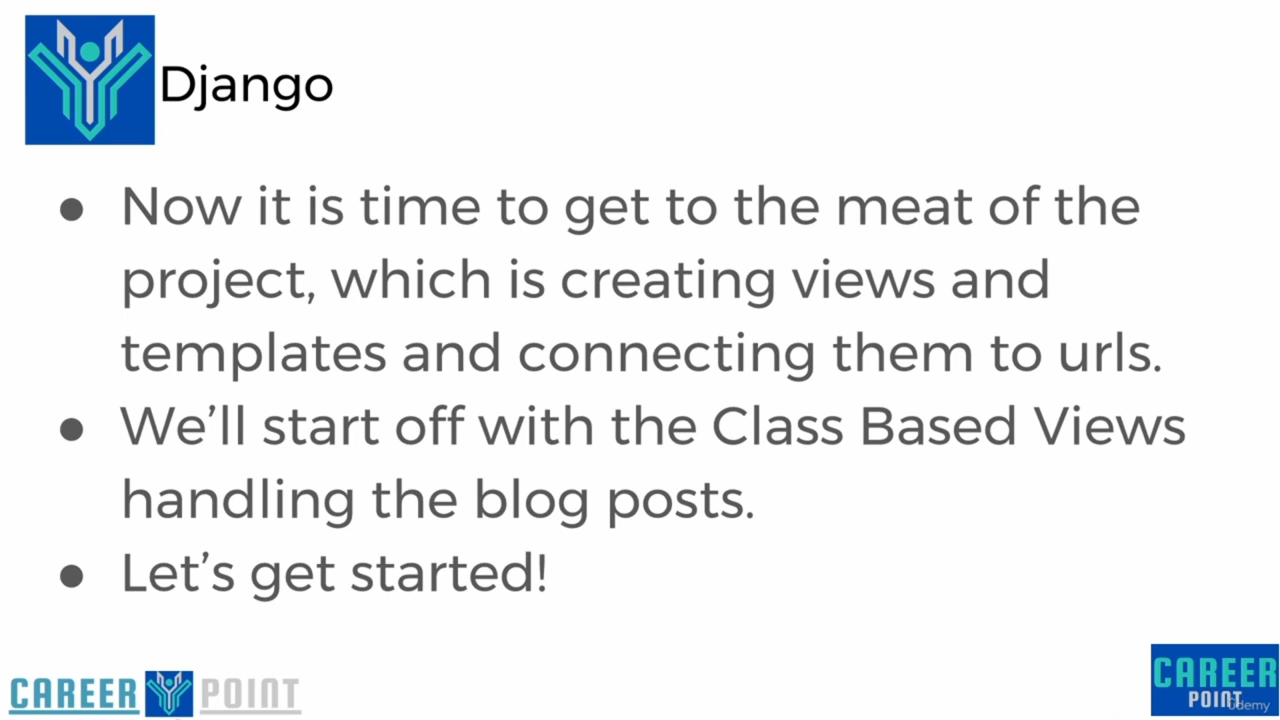 Django
● Now it is time to get to the meat of the
project, which is creating views and
templates and connecting them to urls.
● We’ll start off with the Class Based Views
handling the blog posts.
● Let’s get started!
CAREER POINT
CAREER
POINT
ûdemy